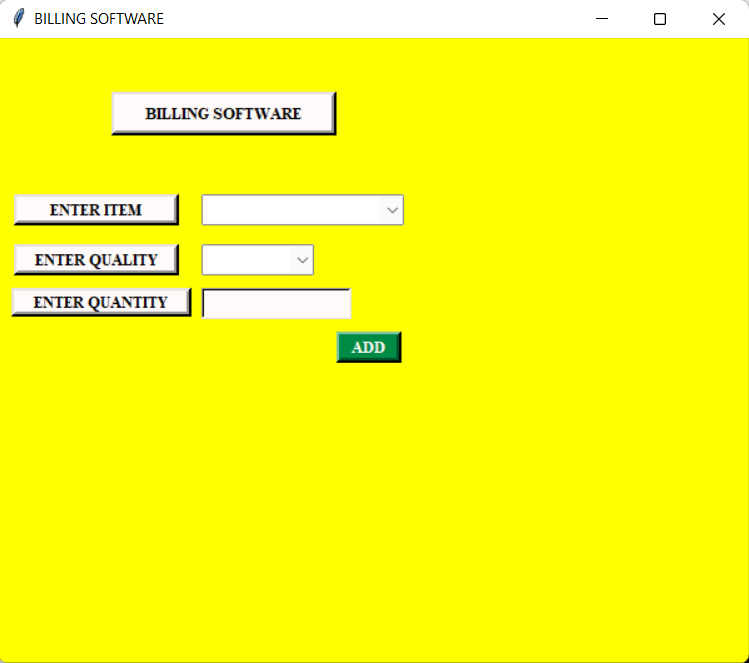 BILLING SOFTWARE
BILLING SOFTWARE
ENTER ITEM
ENTER QUALITY
ENTER QUANTITY
ADD